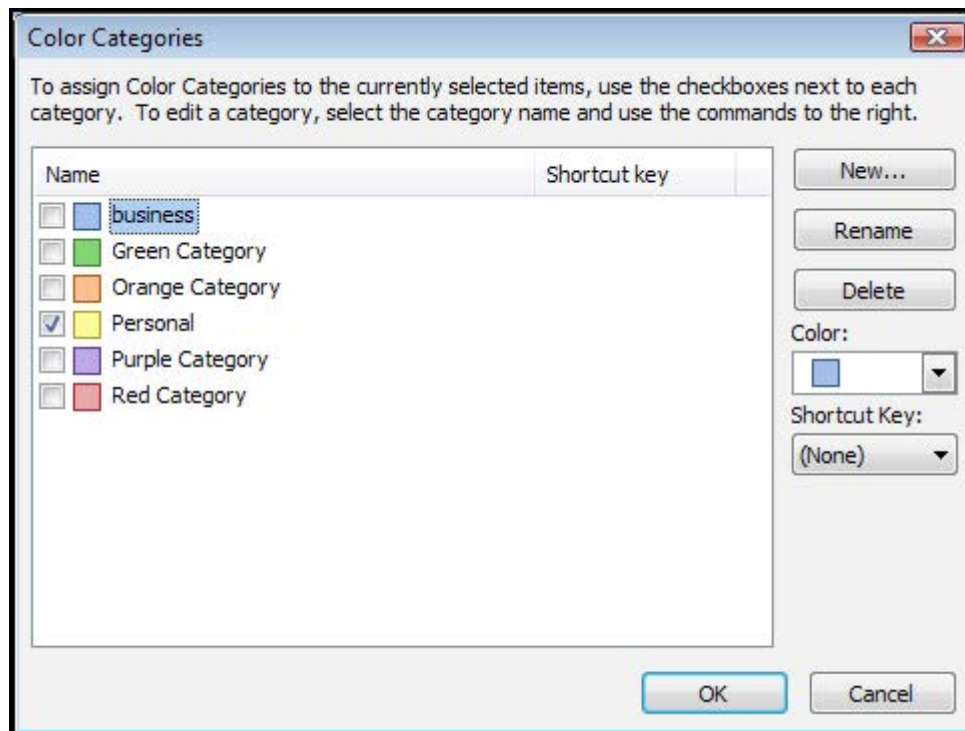 Color Categories
To assign Color Categories to the currently selected items, use the checkboxes next to each
category.  To edit a category, select the category name and use the commands to the right.
Name Shortcut key
business
Green Category
Orange Category
Personal
Purple Category
Red Category
New...
Rename
Delete
Color:
Shortcut Key:
(None)
OK Cancel